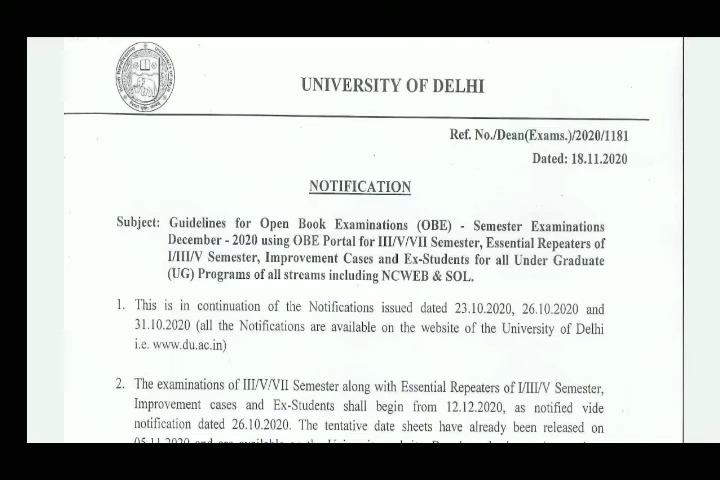 UNIVERSITY OF DELHI
Ref. No./Dean(Exams.)/2020/1181
Dated: 18.11.2020
NOTIFICATION
Subject: Guidelines for Open Book Examinations (OBE) - Semester Examinations
December - 2020 using OBE Portal for III/V/VII Semester, Essential Repeaters of
I/III/V Semester, Improvement Cases and Ex-Students for all Under Graduate
(UG) Programs of all streams including NCWEB & SOL.
1. This is in continuation of the Notifications issued dated 23.10.2020, 26.10.2020 and
31.10.2020 (all the Notifications are available on the website of the University of Delhi
i.e. www.du.ac.in)
2. The examinations of III/V/VII Semester along with Essential Repeaters of I/III/V Semester,
Improvement cases and Ex-Students shall begin from 12.12.2020, as notified vide
notification dated 26.10.2020. The tentative date sheets have already been released on
05.11.2020 and are available